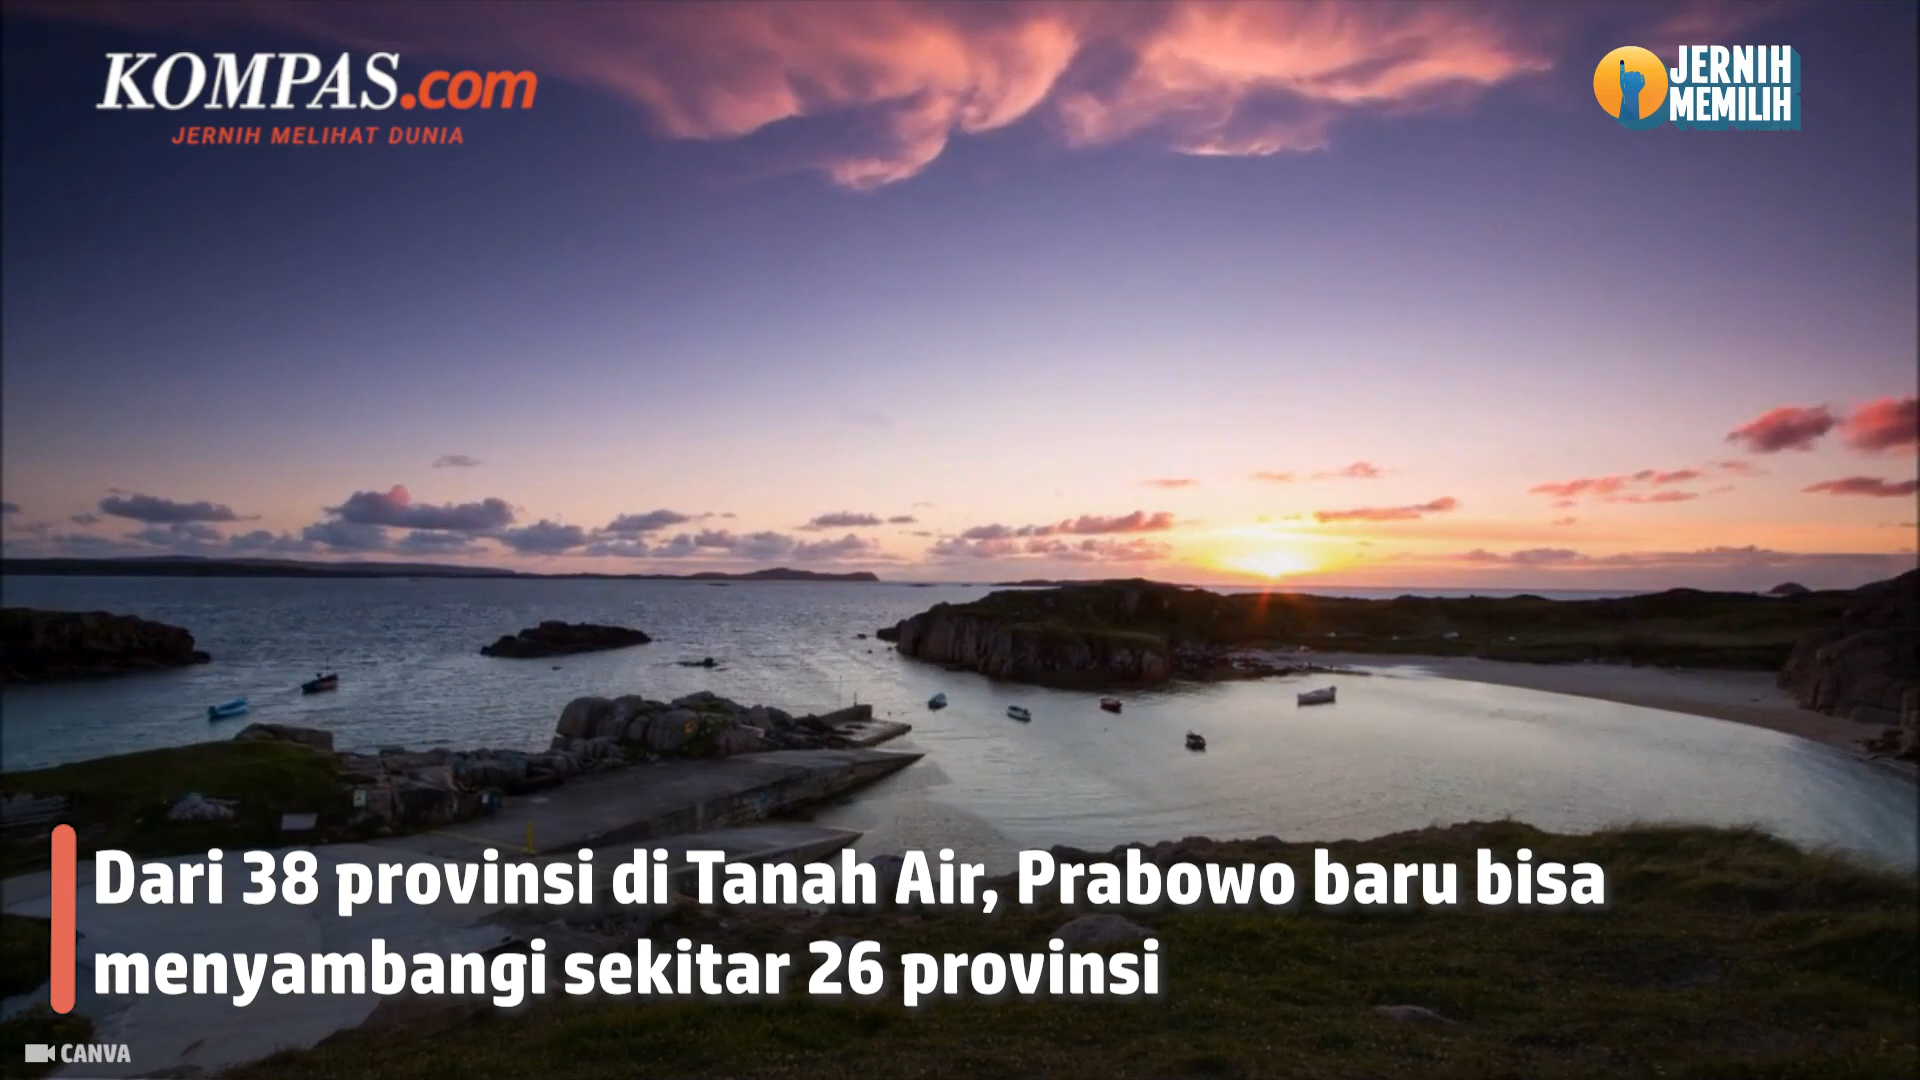 KOMPAS.com
JERNIH MELIHAT DUNIA
JERNIH
MEMILIH
Dari 38 provinsi di Tanah Air, Prabowo baru bisa
menyambangi sekitar 26 provinsi
CANVA